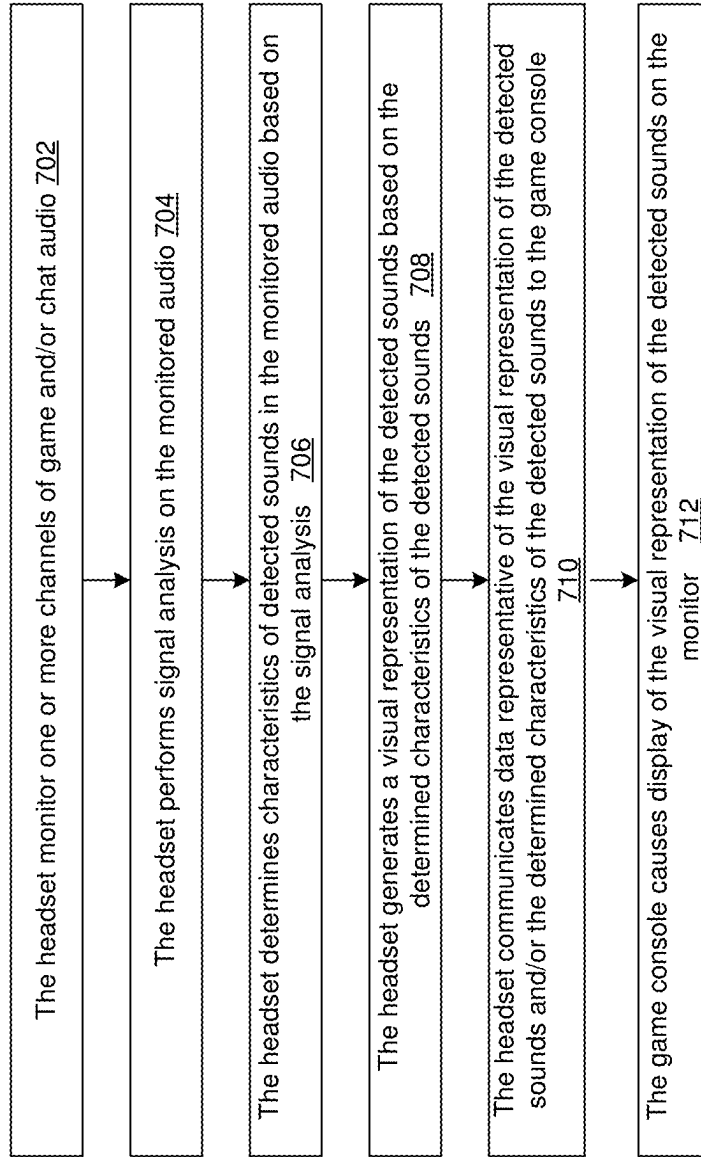 The headset monitor one or more channels of game and/or chat audio 702
The headset performs signal analysis on the monitored audio 704
The headset determines characteristics of detected sounds in the monitored audio based on
the signal analysis 706
The headset generates a visual representation of the detected sounds based on the
determined characteristics of the detected sounds 708
The headset communicates data representative of the visual representation of the detected
sounds and/or the determined characteristics of the detected sounds to the game console
710
The game console causes display of the visual representation of the detected sounds on the
monitor 712